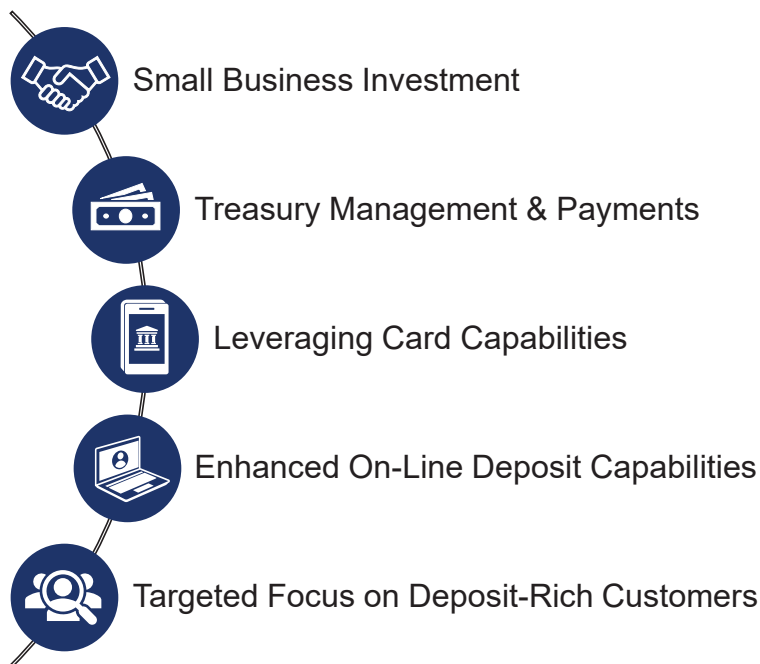 Small Business Investment
Treasury Management & Payments
Leveraging Card Capabilities
Enhanced On-Line Deposit Capabilities
Targeted Focus on Deposit-Rich Customers